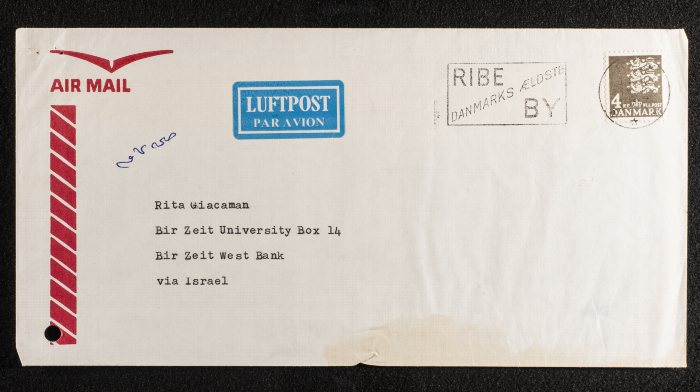 AIR MAIL
LUFTPOST
PAR AVION
RIBE
DANMARKS ÆLDSTE
BY
4
DANMARK
Rita Giacaman
Bir Zeit University Box 14
Bir Zeit West Bank
via Israel